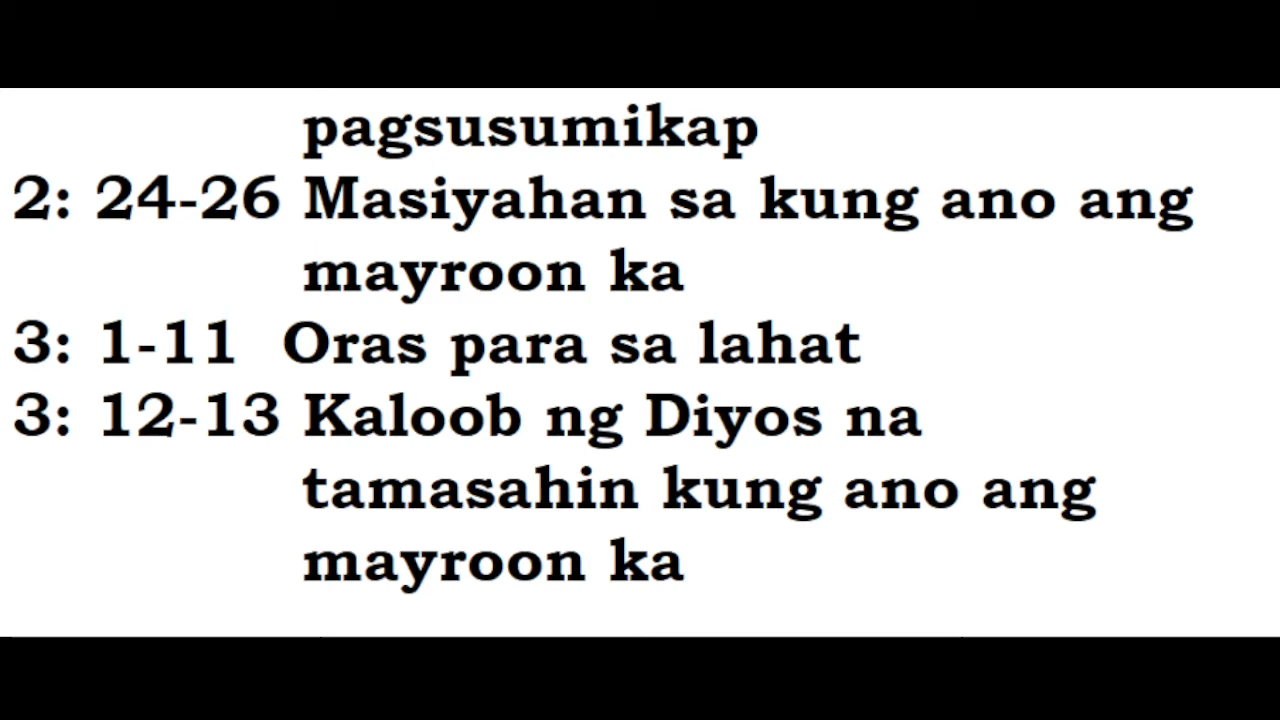 pagsusumikap
2: 24-26 Masiyahan sa kung ano ang
mayroon ka
3: 1-11 Oras para sa lahat
3: 12-13 Kaloob ng Diyos na
tamasahin kung ano ang
mayroon ka